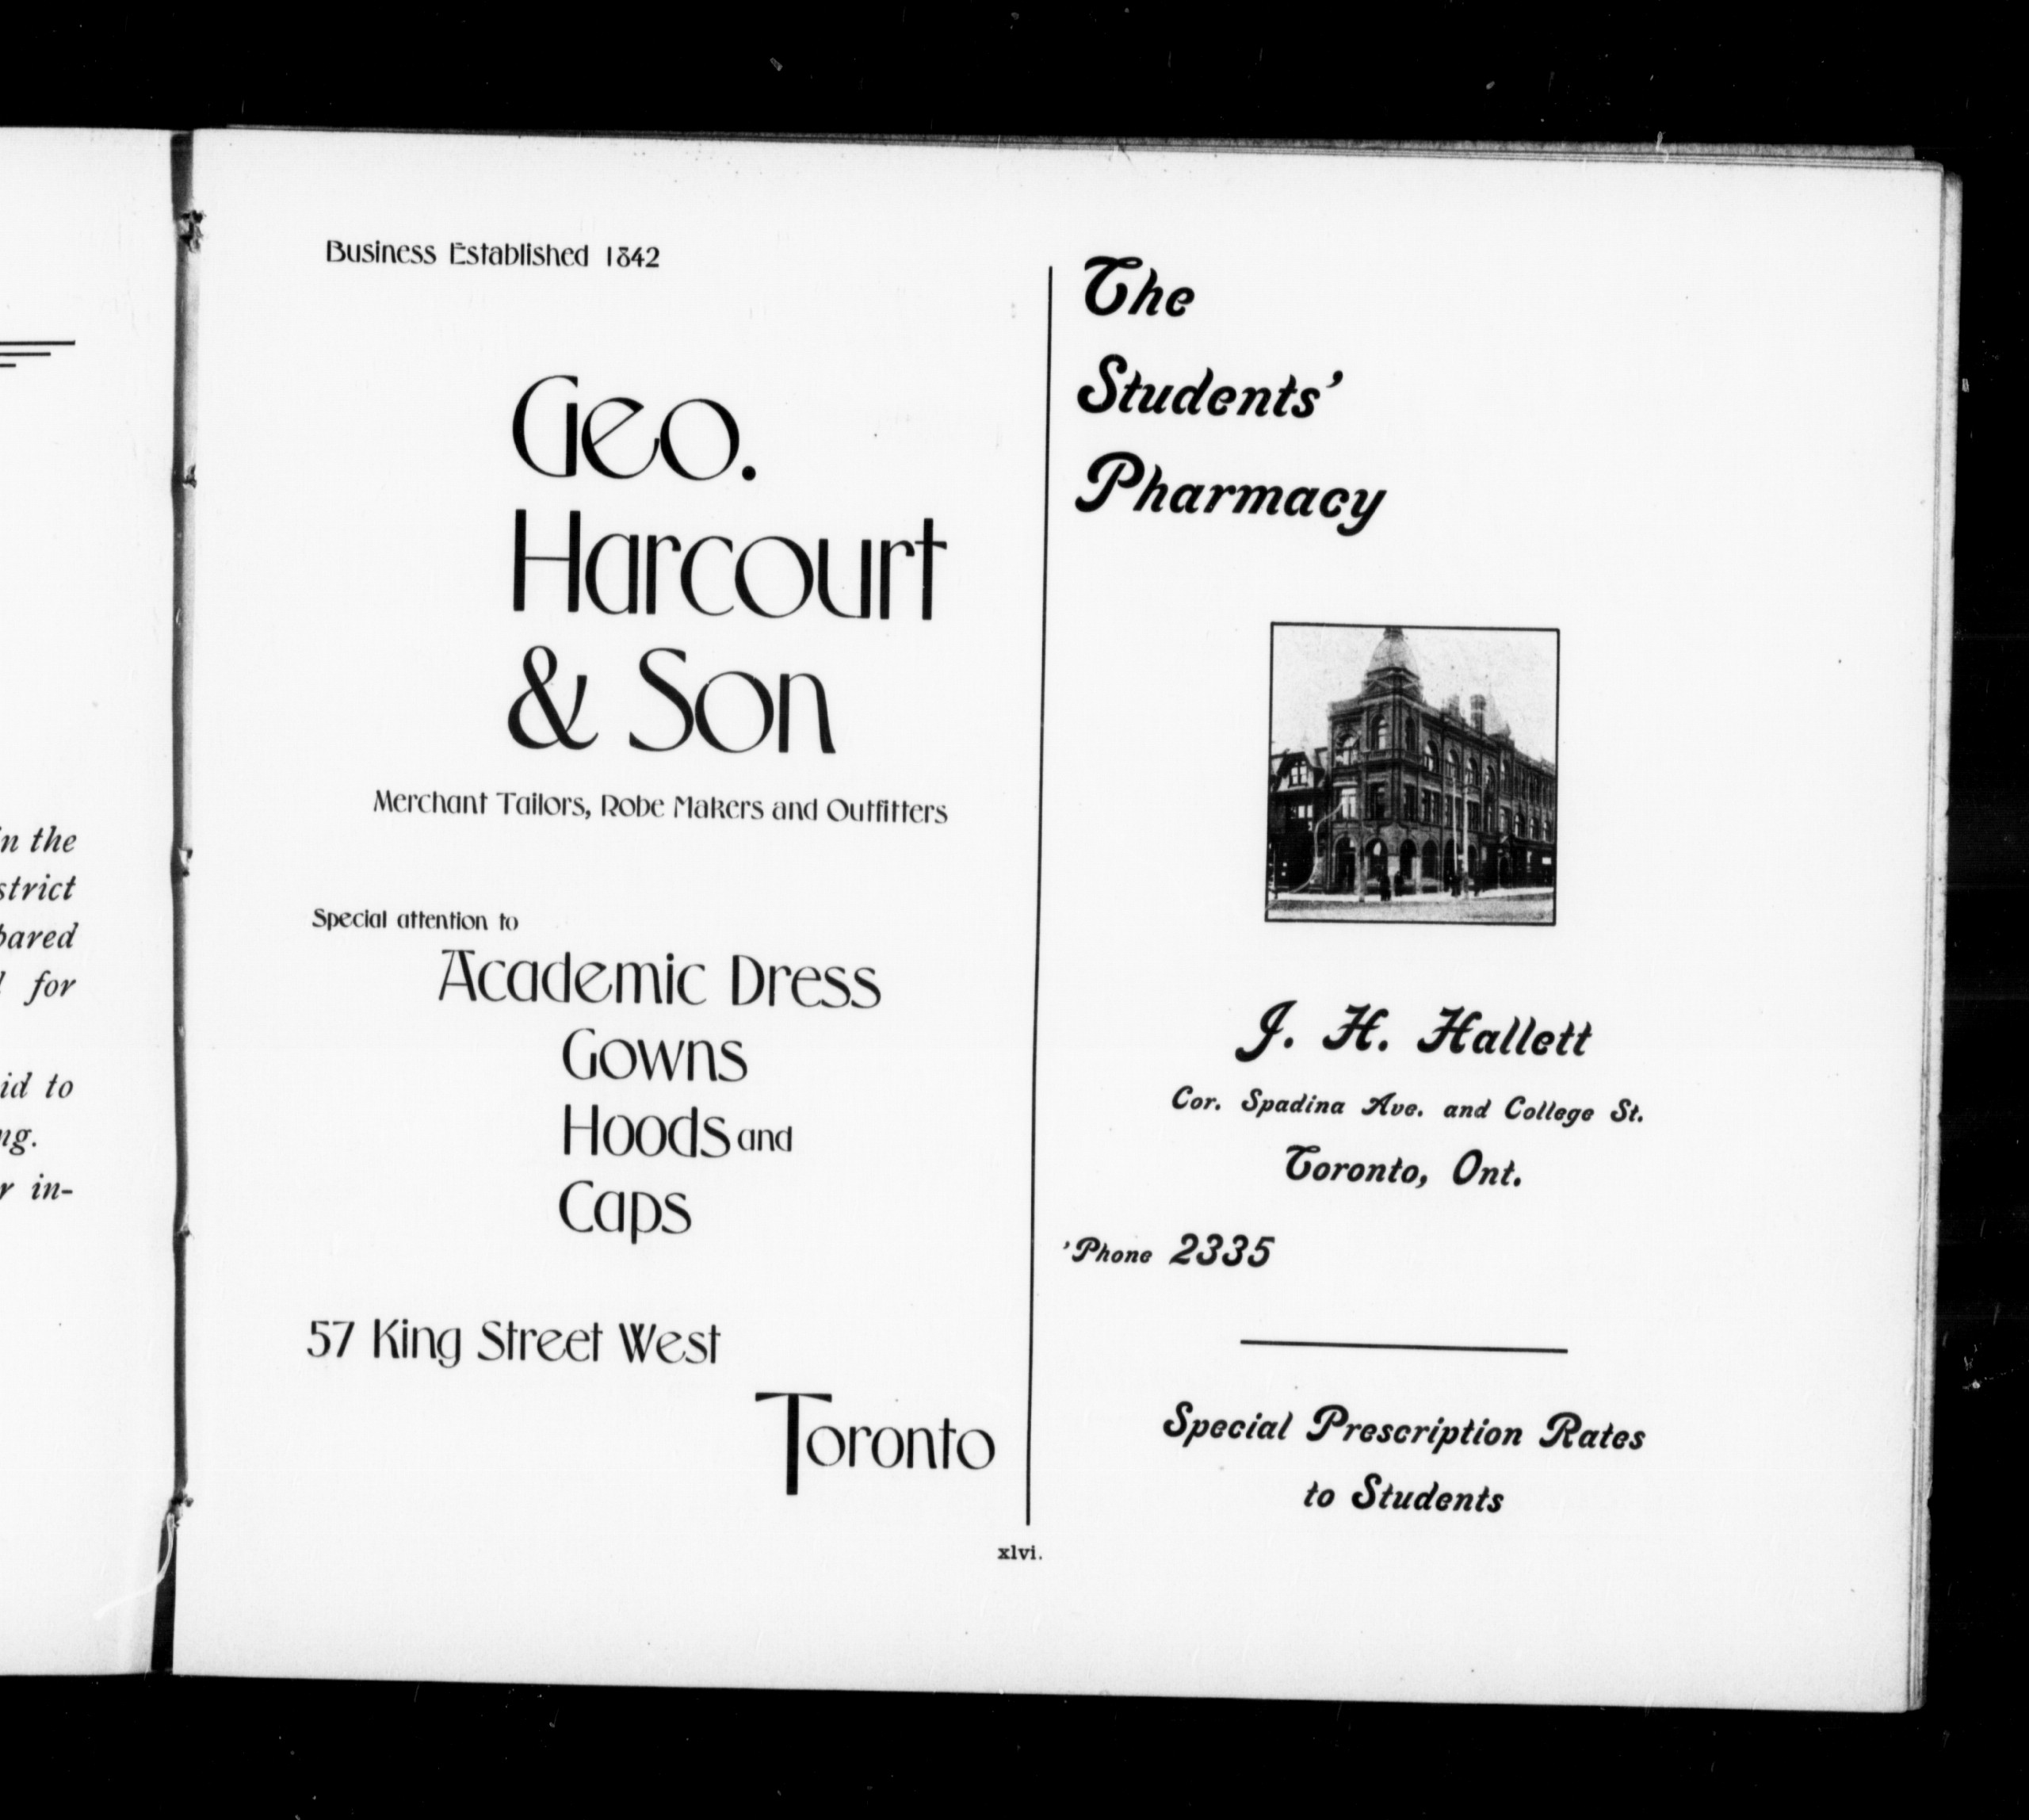 in the
strict
for
id to
ng.
r in-
Business Established 1842
Geo.
Harcourt
& Son
Merchant Tailors, Robe Makers and Outfitters
Special attention to
Academic Dress
Gowns
Hoods and
Caps
57 King Street West
Toronto
The
Students'
Pharmacy
J. H. Hallett
Cor. Spadina Ave. and College St.
Toronto, Ont.
'Phone 2335
Special Prescription Rates
to Students
xlvi.